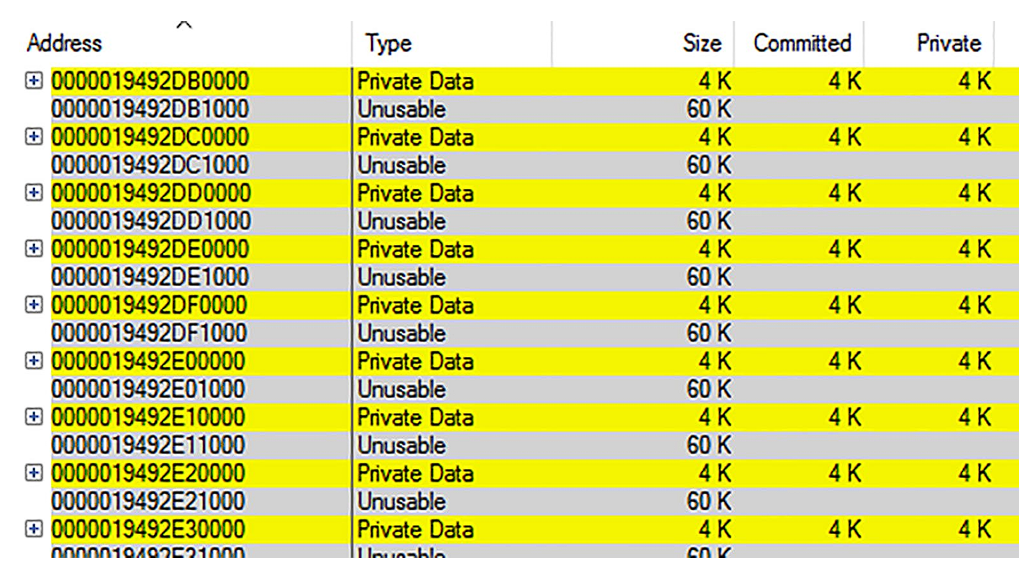 Address Type Size Committed Private
0000019492DB0000 Private Data 4 K 4 K 4 K
0000019492DB1000 Unusable 60 K
0000019492DC0000 Private Data 4 K 4 K 4 K
0000019492DC1000 Unusable 60 K
0000019492DD0000 Private Data 4 K 4 K 4 K
0000019492DD1000 Unusable 60 K
0000019492DE0000 Private Data 4 K 4 K 4 K
0000019492DE1000 Unusable 60 K
0000019492DF0000 Private Data 4 K 4 K 4 K
0000019492DF1000 Unusable 60 K
0000019492E00000 Private Data 4 K 4 K 4 K
0000019492E01000 Unusable 60 K
0000019492E10000 Private Data 4 K 4 K 4 K
0000019492E11000 Unusable 60 K
0000019492E20000 Private Data 4 K 4 K 4 K
0000019492E21000 Unusable 60 K
0000019492E30000 Private Data 4 K 4 K 4 K
0000019492E31000 Unusable 60 K